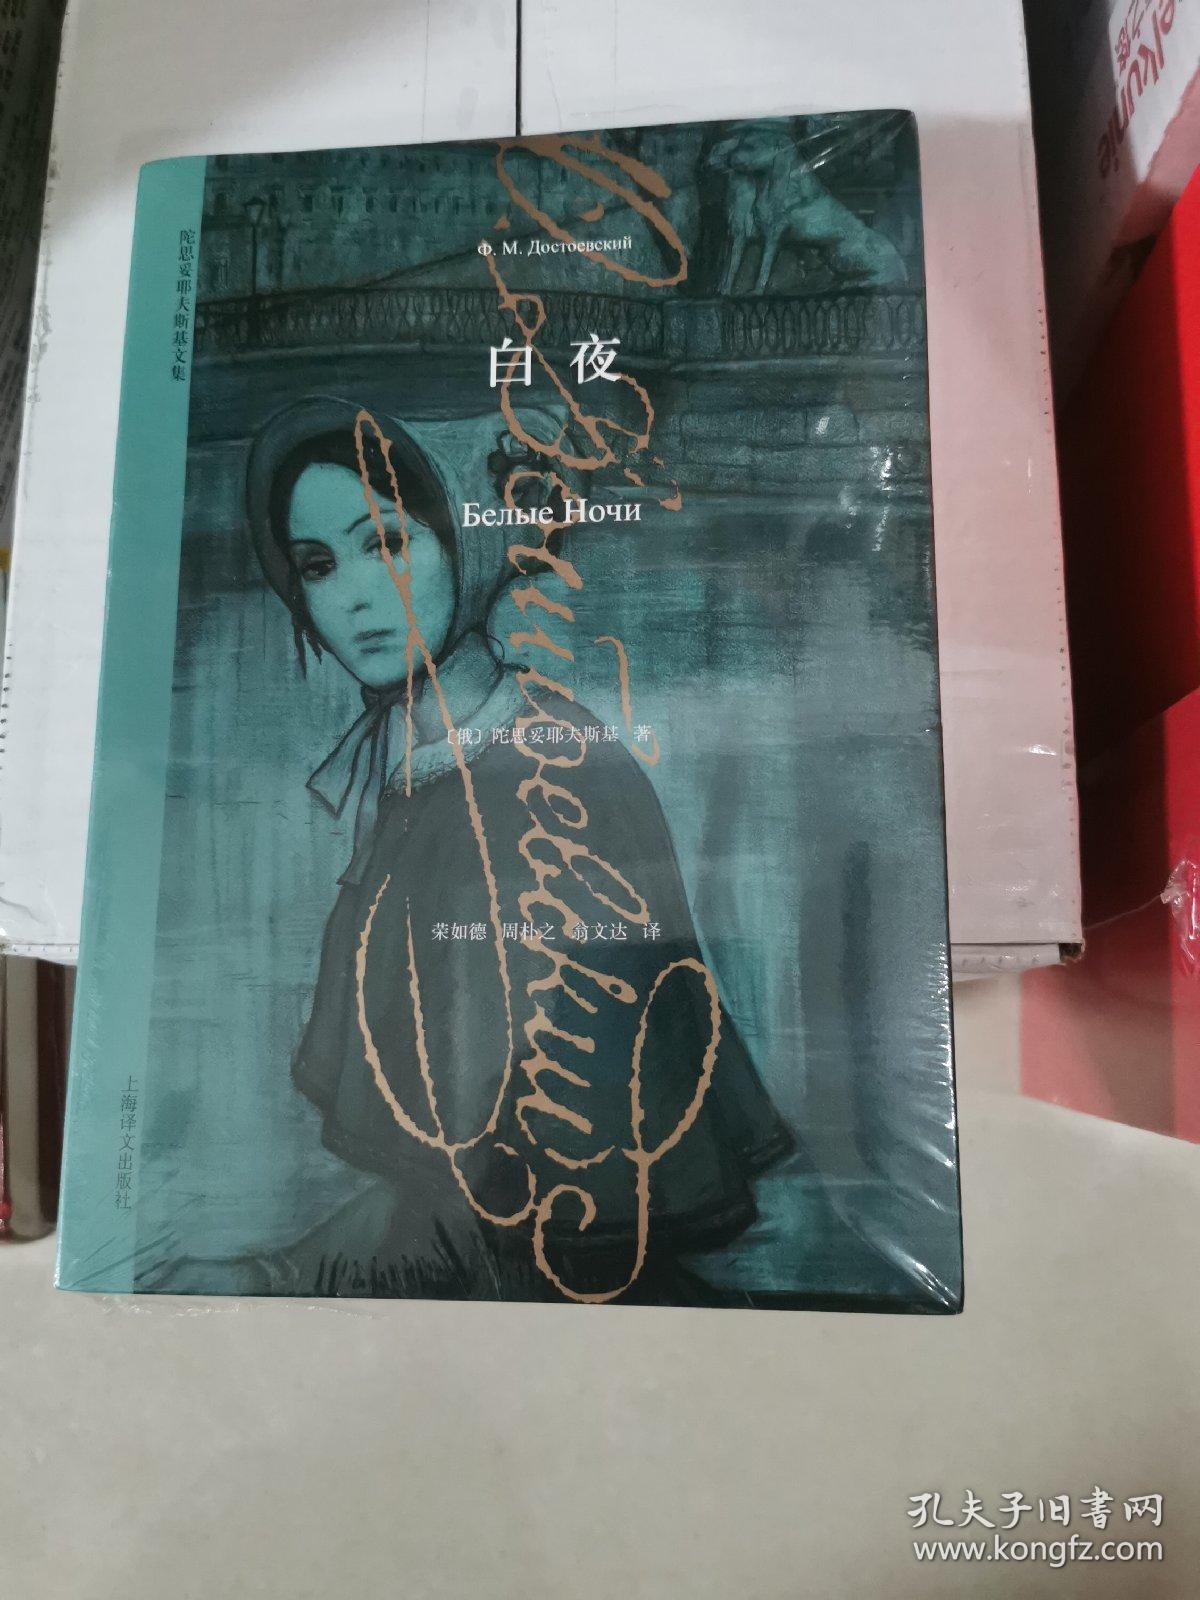 陀思妥耶夫斯基文集
Ф. М. Достоевский
白夜
Белые Ночи
〔俄〕陀思妥耶夫斯基 著
荣如德 周朴之 翁文达 译
上海译文出版社
孔夫子旧书网
www.kongfz.com